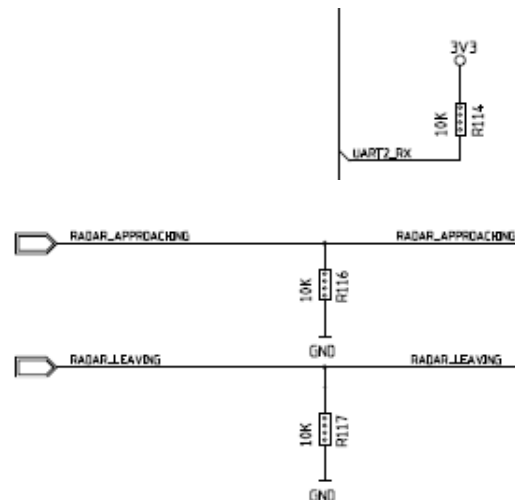 3V3
10K
R114
UART2_RX
RADAR_APPROACHING RADAR_APPROACHING
10K
R116
GND
RADAR_LEAVING RADAR_LEAVING
10K
R117
GND